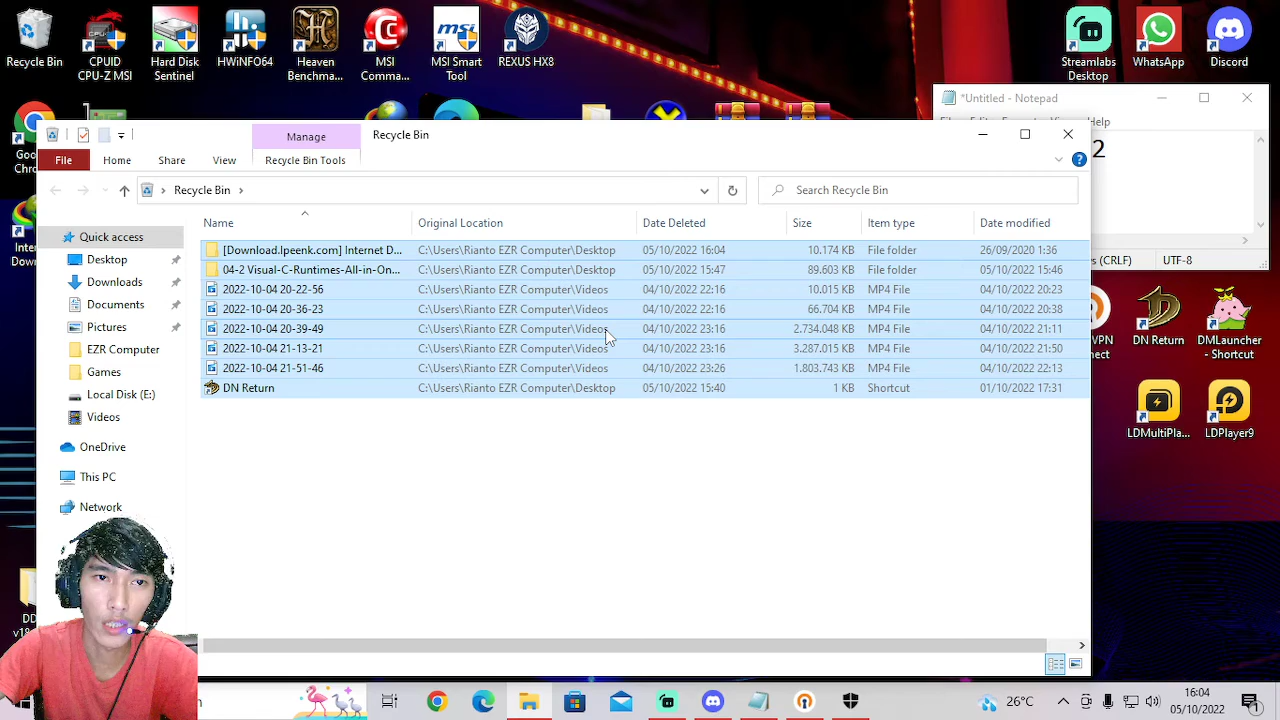 CPUID
Hard Disk
HWiNFO64
Heaven
MSI
MSI Smart
REXUS HX8
WhatsApp
Discord
*Untitled - Notepad
Help
2
(CRLF)
UTF-8
Manage
Recycle Bin
File
Home
Share
View
Recycle Bin Tools
Recycle Bin
Search Recycle Bin
Name
Original Location
Date Deleted
Size
Item type
Date modified
[Download.Ipeenk.com] Internet D... C:\Users\Rianto EZR Computer\Desktop 05/10/2022 16:04 10.174 KB File folder 26/09/2020 1:36
04-2 Visual-C-Runtimes-All-in-On... C:\Users\Rianto EZR Computer\Desktop 05/10/2022 15:47 89.603 KB File folder 05/10/2022 15:46
2022-10-04 20-22-56 C:\Users\Rianto EZR Computer\Videos 04/10/2022 22:16 10.015 KB MP4 File 04/10/2022 20:23
2022-10-04 20-36-23 C:\Users\Rianto EZR Computer\Videos 04/10/2022 22:16 66.704 KB MP4 File 04/10/2022 20:38
2022-10-04 20-39-49 C:\Users\Rianto EZR Computer\Videos 04/10/2022 23:16 2.734.048 KB MP4 File 04/10/2022 21:11
2022-10-04 21-13-21 C:\Users\Rianto EZR Computer\Videos 04/10/2022 23:16 3.287.015 KB MP4 File 04/10/2022 21:50
2022-10-04 21-51-46 C:\Users\Rianto EZR Computer\Videos 04/10/2022 23:26 1.803.743 KB MP4 File 04/10/2022 22:13
DN Return C:\Users\Rianto EZR Computer\Desktop 05/10/2022 15:40 1 KB Shortcut 01/10/2022 17:31
Quick access
Desktop
Downloads
Documents
Pictures
EZR Computer
Games
Local Disk (E:)
Videos
OneDrive
This PC
Network
VPN
DN Return
DMLauncher
LDMultiPla...
LDPlayer9
26°C
16:04
05/10/2022